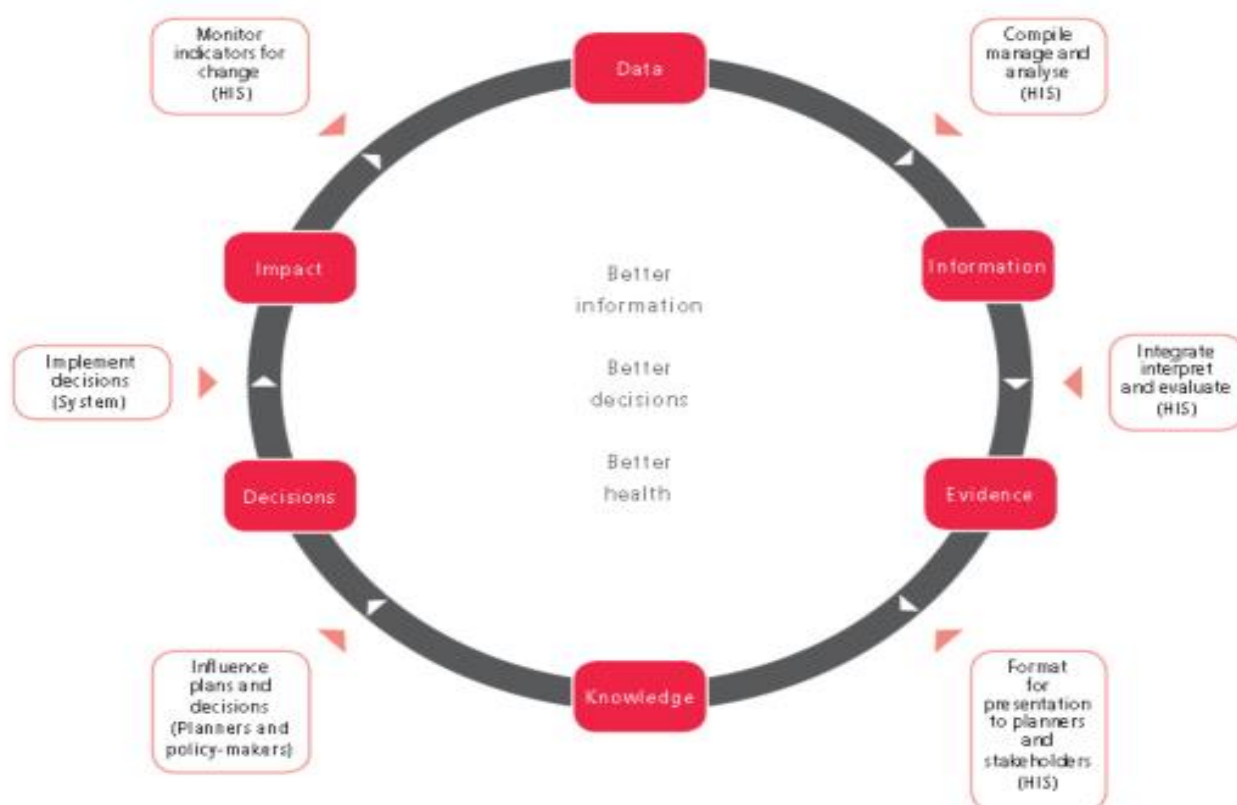 Monitor
indicators for
change
(HIS)
Data
Compile
manage and
analyse
(HIS)
Impact
Information
Better
information
Better
decisions
Better
health
Implement
decisions
(System)
Integrate
interpret
and evaluate
(HIS)
Decisions
Evidence
Influence
plans and
decisions
(Planners and
policy-makers)
Knowledge
Format
for
presentation
to planners
and
stakeholders
(HIS)